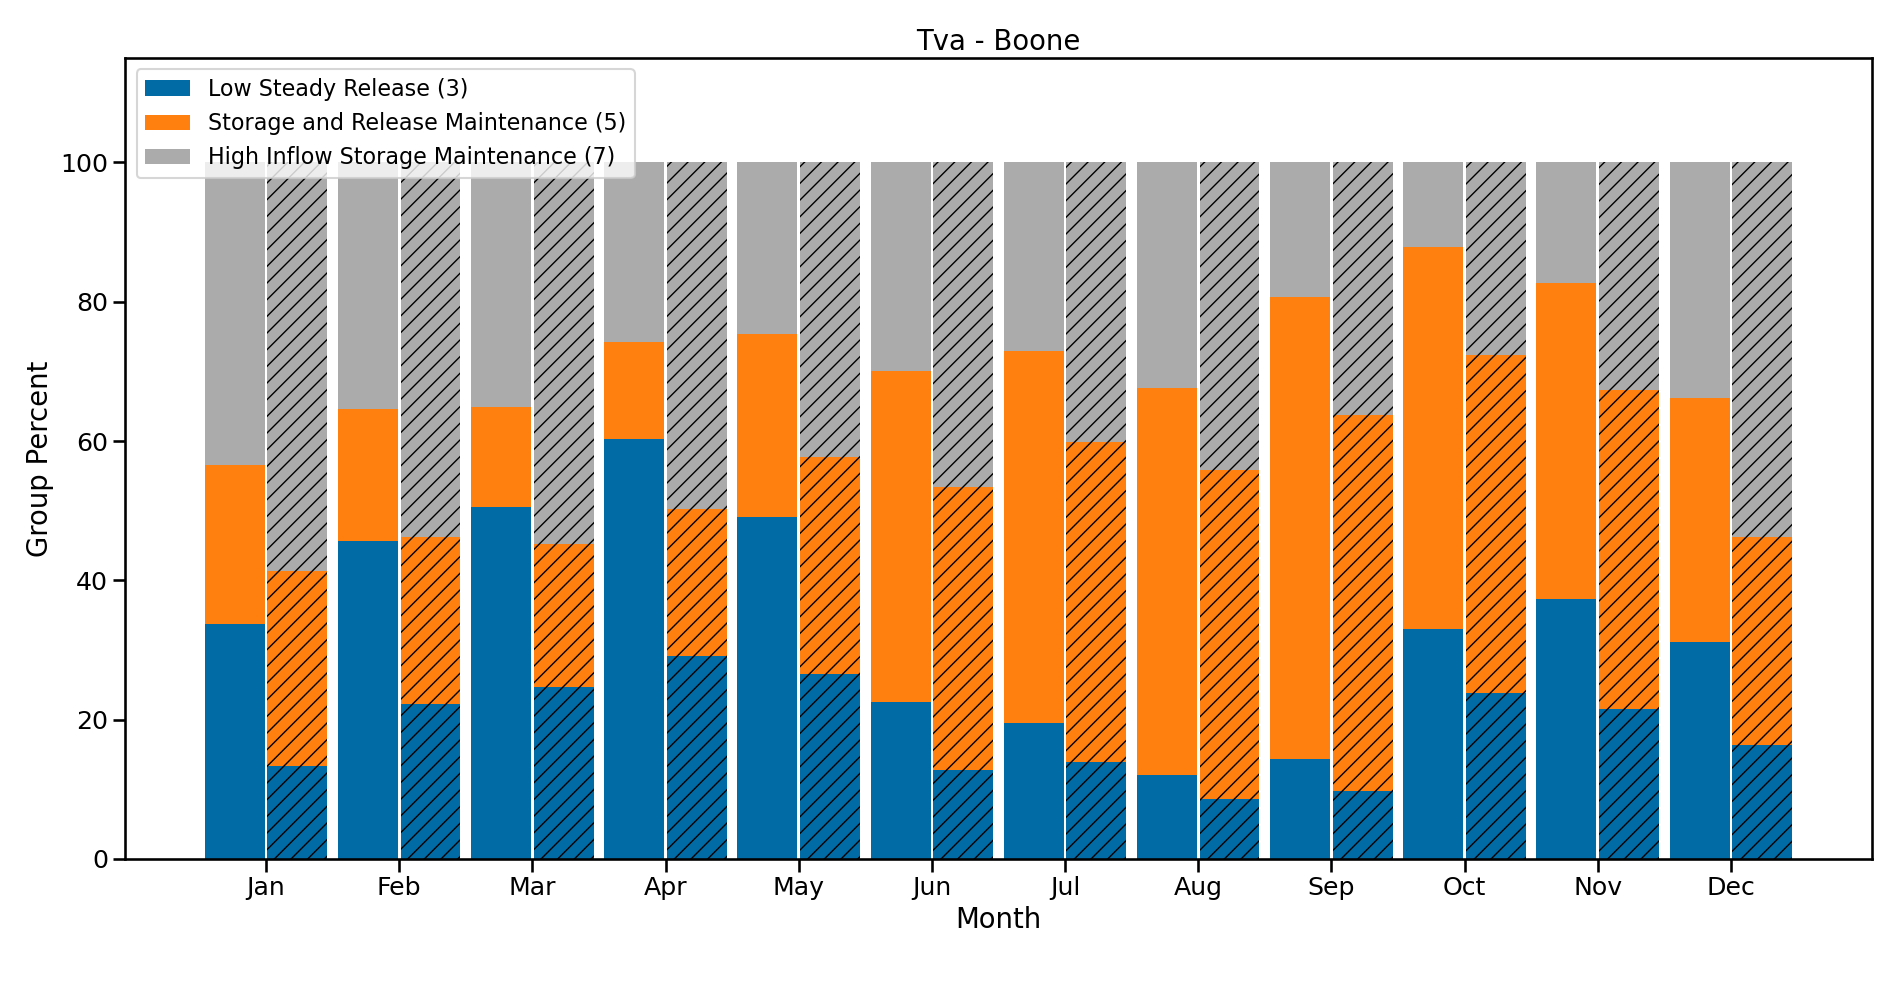 Tva - Boone
Low Steady Release (3)
Storage and Release Maintenance (5)
High Inflow Storage Maintenance (7)
100
80
60
40
20
0
Group Percent
Jan Feb Mar Apr May Jun Jul Aug Sep Oct Nov Dec
Month